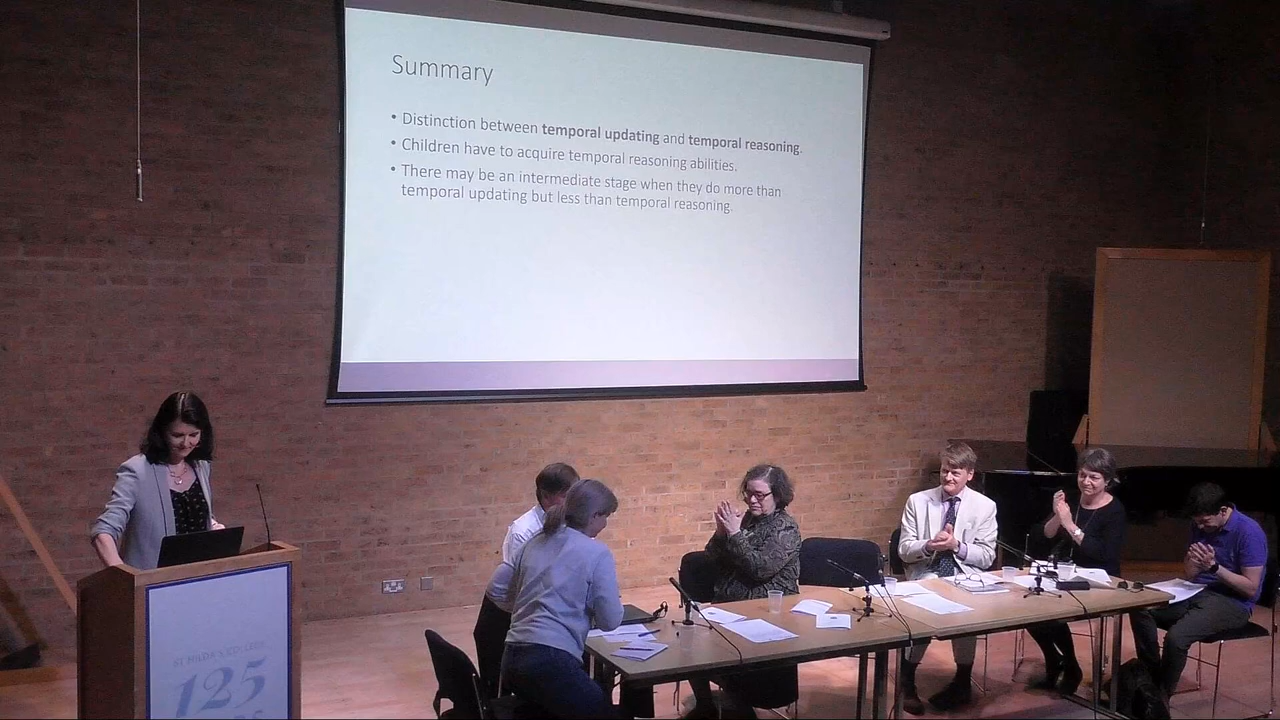 Summary
• Distinction between temporal updating and temporal reasoning.
• Children have to acquire temporal reasoning abilities.
• There may be an intermediate stage when they do more than
temporal updating but less than temporal reasoning.
ST HILDA'S COLLEGE
125